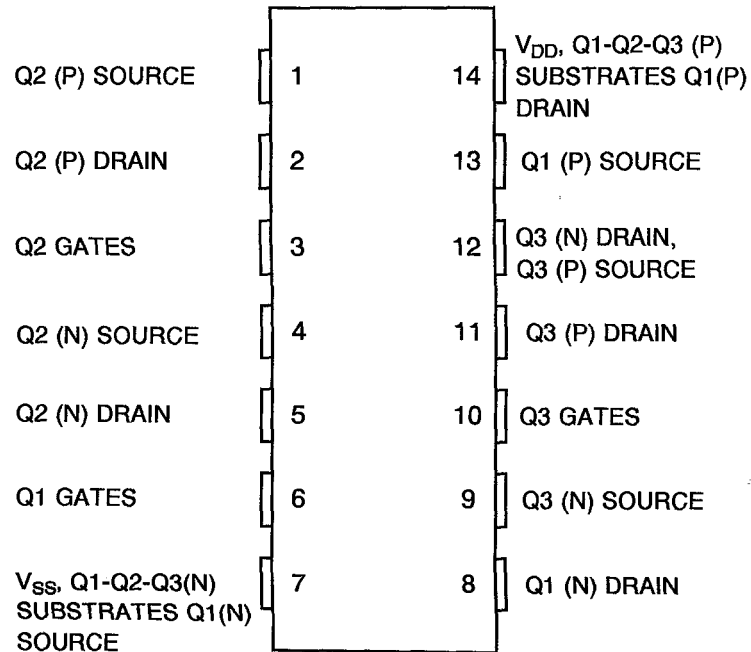 Q2 (P) SOURCE
Q2 (P) DRAIN
Q2 GATES
Q2 (N) SOURCE
Q2 (N) DRAIN
Q1 GATES
V_SS, Q1-Q2-Q3(N)
SUBSTRATES Q1(N)
SOURCE
1
2
3
4
5
6
7
14
13
12
11
10
9
8
V_DD, Q1-Q2-Q3 (P)
SUBSTRATES Q1(P)
DRAIN
Q1 (P) SOURCE
Q3 (N) DRAIN,
Q3 (P) SOURCE
Q3 (P) DRAIN
Q3 GATES
Q3 (N) SOURCE
Q1 (N) DRAIN